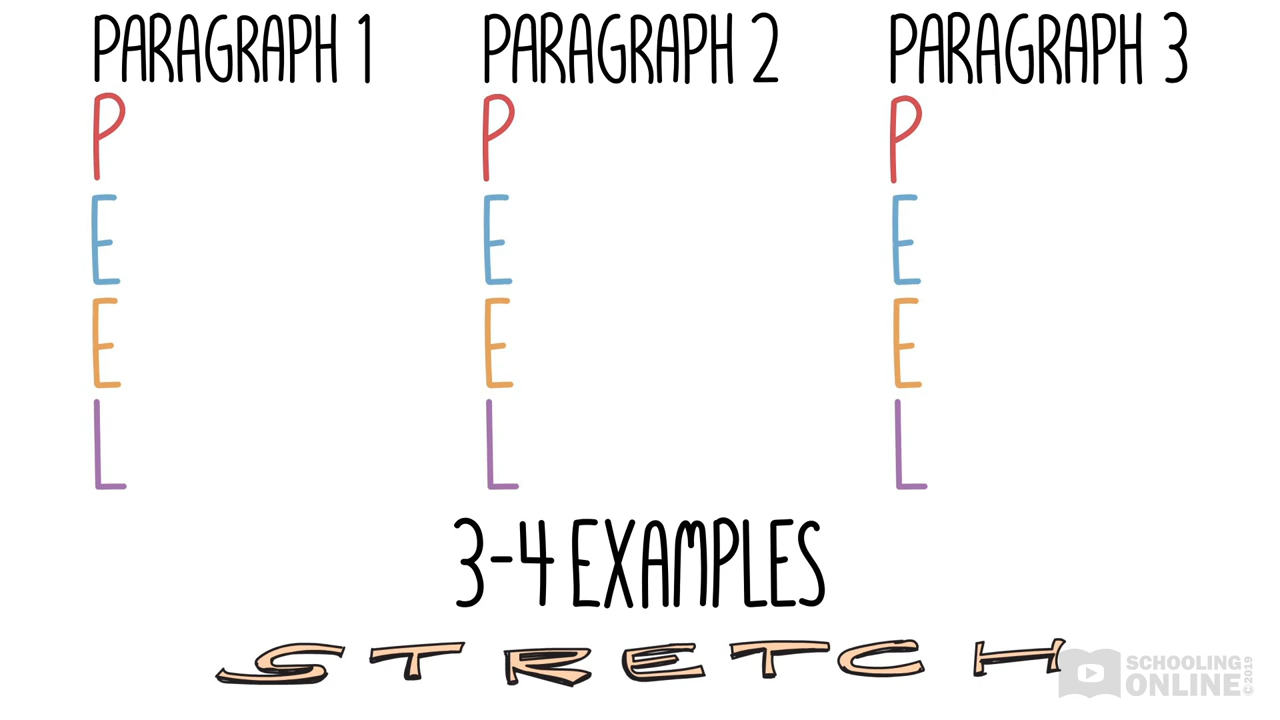 PARAGRAPH 1 PARAGRAPH 2 PARAGRAPH 3
P P P
E E E
E E E
L L L
3-4 EXAMPLES
STRETCH
SCHOOLING
ONLINE
© 2019